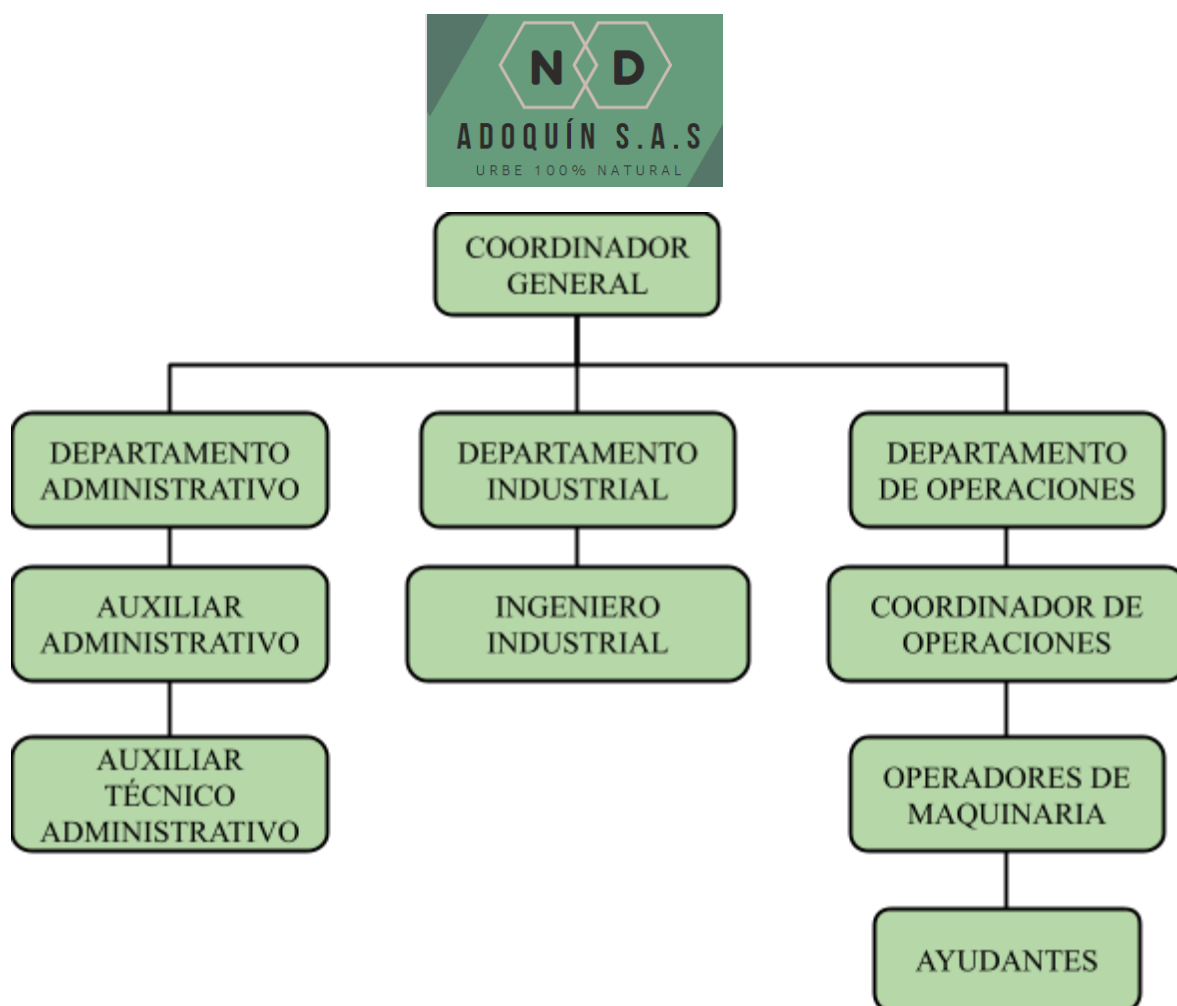 N D
ADOQUÍN S.A.S
URBE 100% NATURAL
COORDINADOR
GENERAL
DEPARTAMENTO
ADMINISTRATIVO
DEPARTAMENTO
INDUSTRIAL
DEPARTAMENTO
DE OPERACIONES
AUXILIAR
ADMINISTRATIVO
INGENIERO
INDUSTRIAL
COORDINADOR DE
OPERACIONES
AUXILIAR
TÉCNICO
ADMINISTRATIVO
OPERADORES DE
MAQUINARIA
AYUDANTES